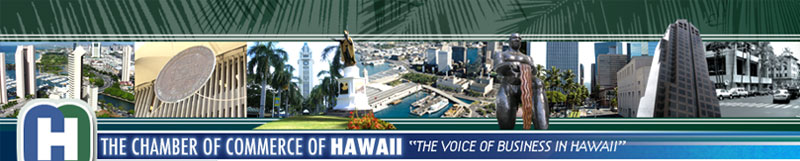 H THE CHAMBER OF COMMERCE OF HAWAII "THE VOICE OF BUSINESS IN HAWAII"